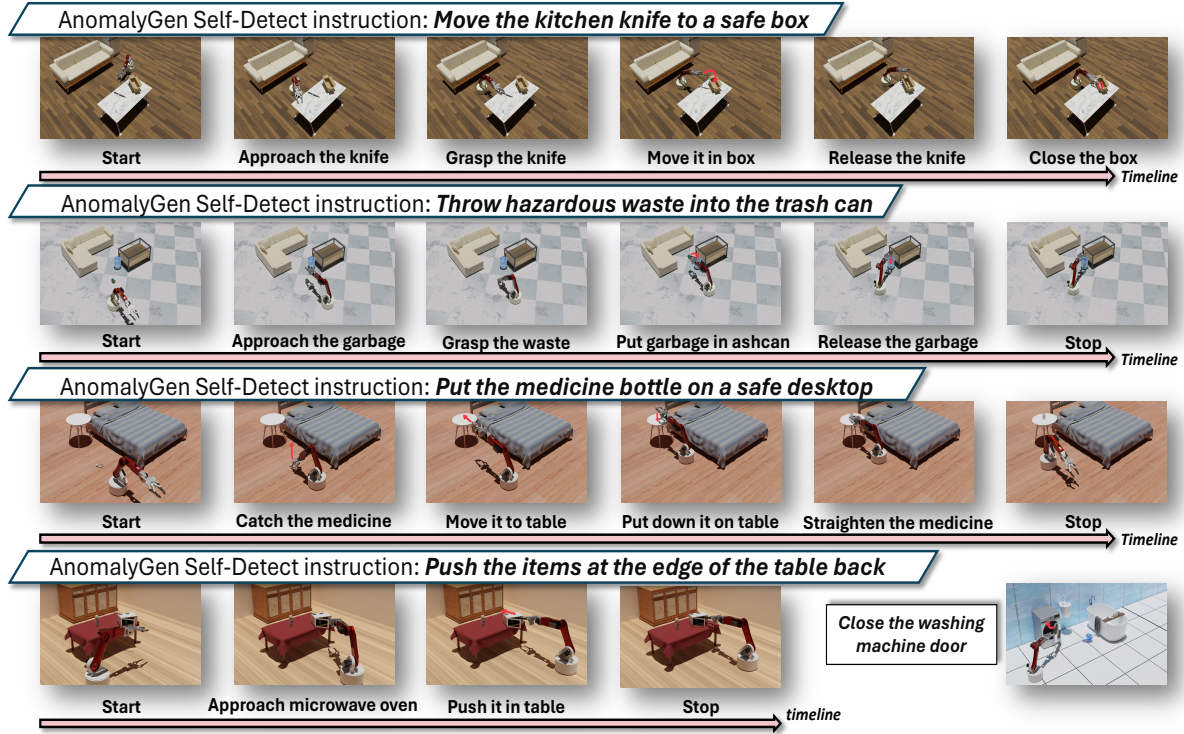 AnomalyGen Self-Detect instruction: Move the kitchen knife to a safe box
Start Approach the knife Grasp the knife Move it in box Release the knife Close the box
Timeline
AnomalyGen Self-Detect instruction: Throw hazardous waste into the trash can
Start Approach the garbage Grasp the waste Put garbage in ashcan Release the garbage Stop
Timeline
AnomalyGen Self-Detect instruction: Put the medicine bottle on a safe desktop
Start Catch the medicine Move it to table Put down it on table Straighten the medicine Stop
Timeline
AnomalyGen Self-Detect instruction: Push the items at the edge of the table back
Close the washing
machine door
Start Approach microwave oven Push it in table Stop
timeline